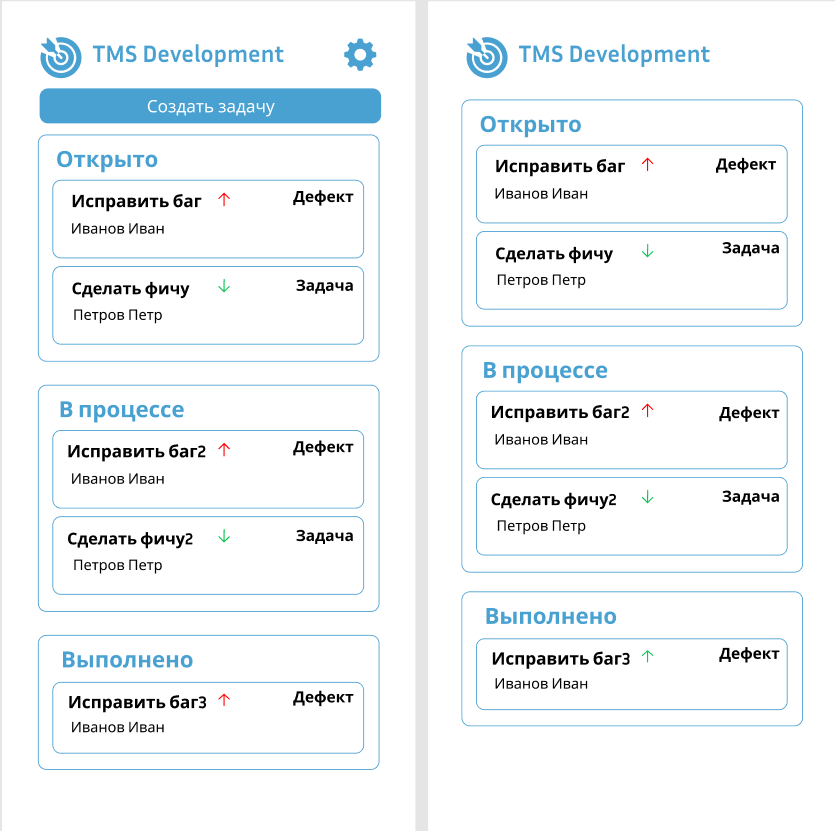 TMS Development
Создать задачу
Открыто
Исправить баг Дефект
Иванов Иван
Сделать фичу Задача
Петров Петр
В процессе
Исправить баг2 Дефект
Иванов Иван
Сделать фичу2 Задача
Петров Петр
Выполнено
Исправить баг3 Дефект
Иванов Иван
TMS Development
Открыто
Исправить баг Дефект
Иванов Иван
Сделать фичу Задача
Петров Петр
В процессе
Исправить баг2 Дефект
Иванов Иван
Сделать фичу2 Задача
Петров Петр
Выполнено
Исправить баг3 Дефект
Иванов Иван